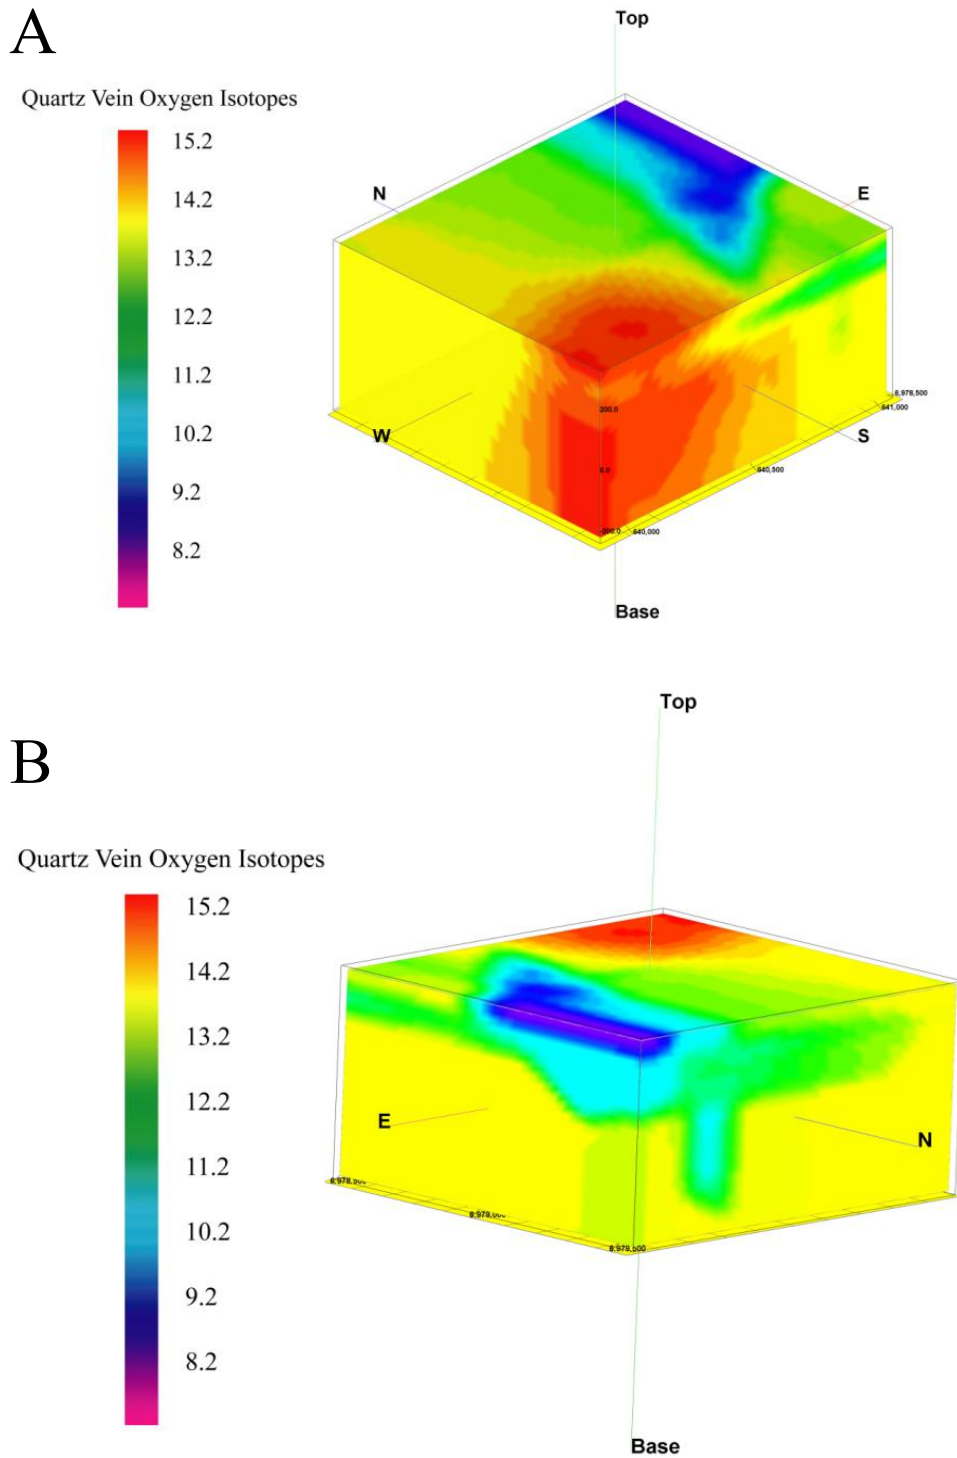 A
Top
Quartz Vein Oxygen Isotopes
15.2
14.2
13.2
12.2
11.2
10.2
9.2
8.2
N
E
W
S
200.0
0.0
640,000
640,500
641,000
6,978,500
Base
B
Top
Quartz Vein Oxygen Isotopes
15.2
14.2
13.2
12.2
11.2
10.2
9.2
8.2
E
N
6,979,500
Base